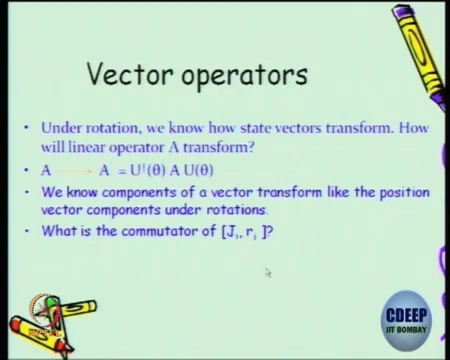 Vector operators
• Under rotation, we know how state vectors transform. How
will linear operator A transform?
• A → A = U†(θ) A U(θ)
• We know components of a vector transform like the position
vector components under rotations.
• What is the commutator of [Jᵢ, rⱼ ]?
CDEEP
IIT BOMBAY